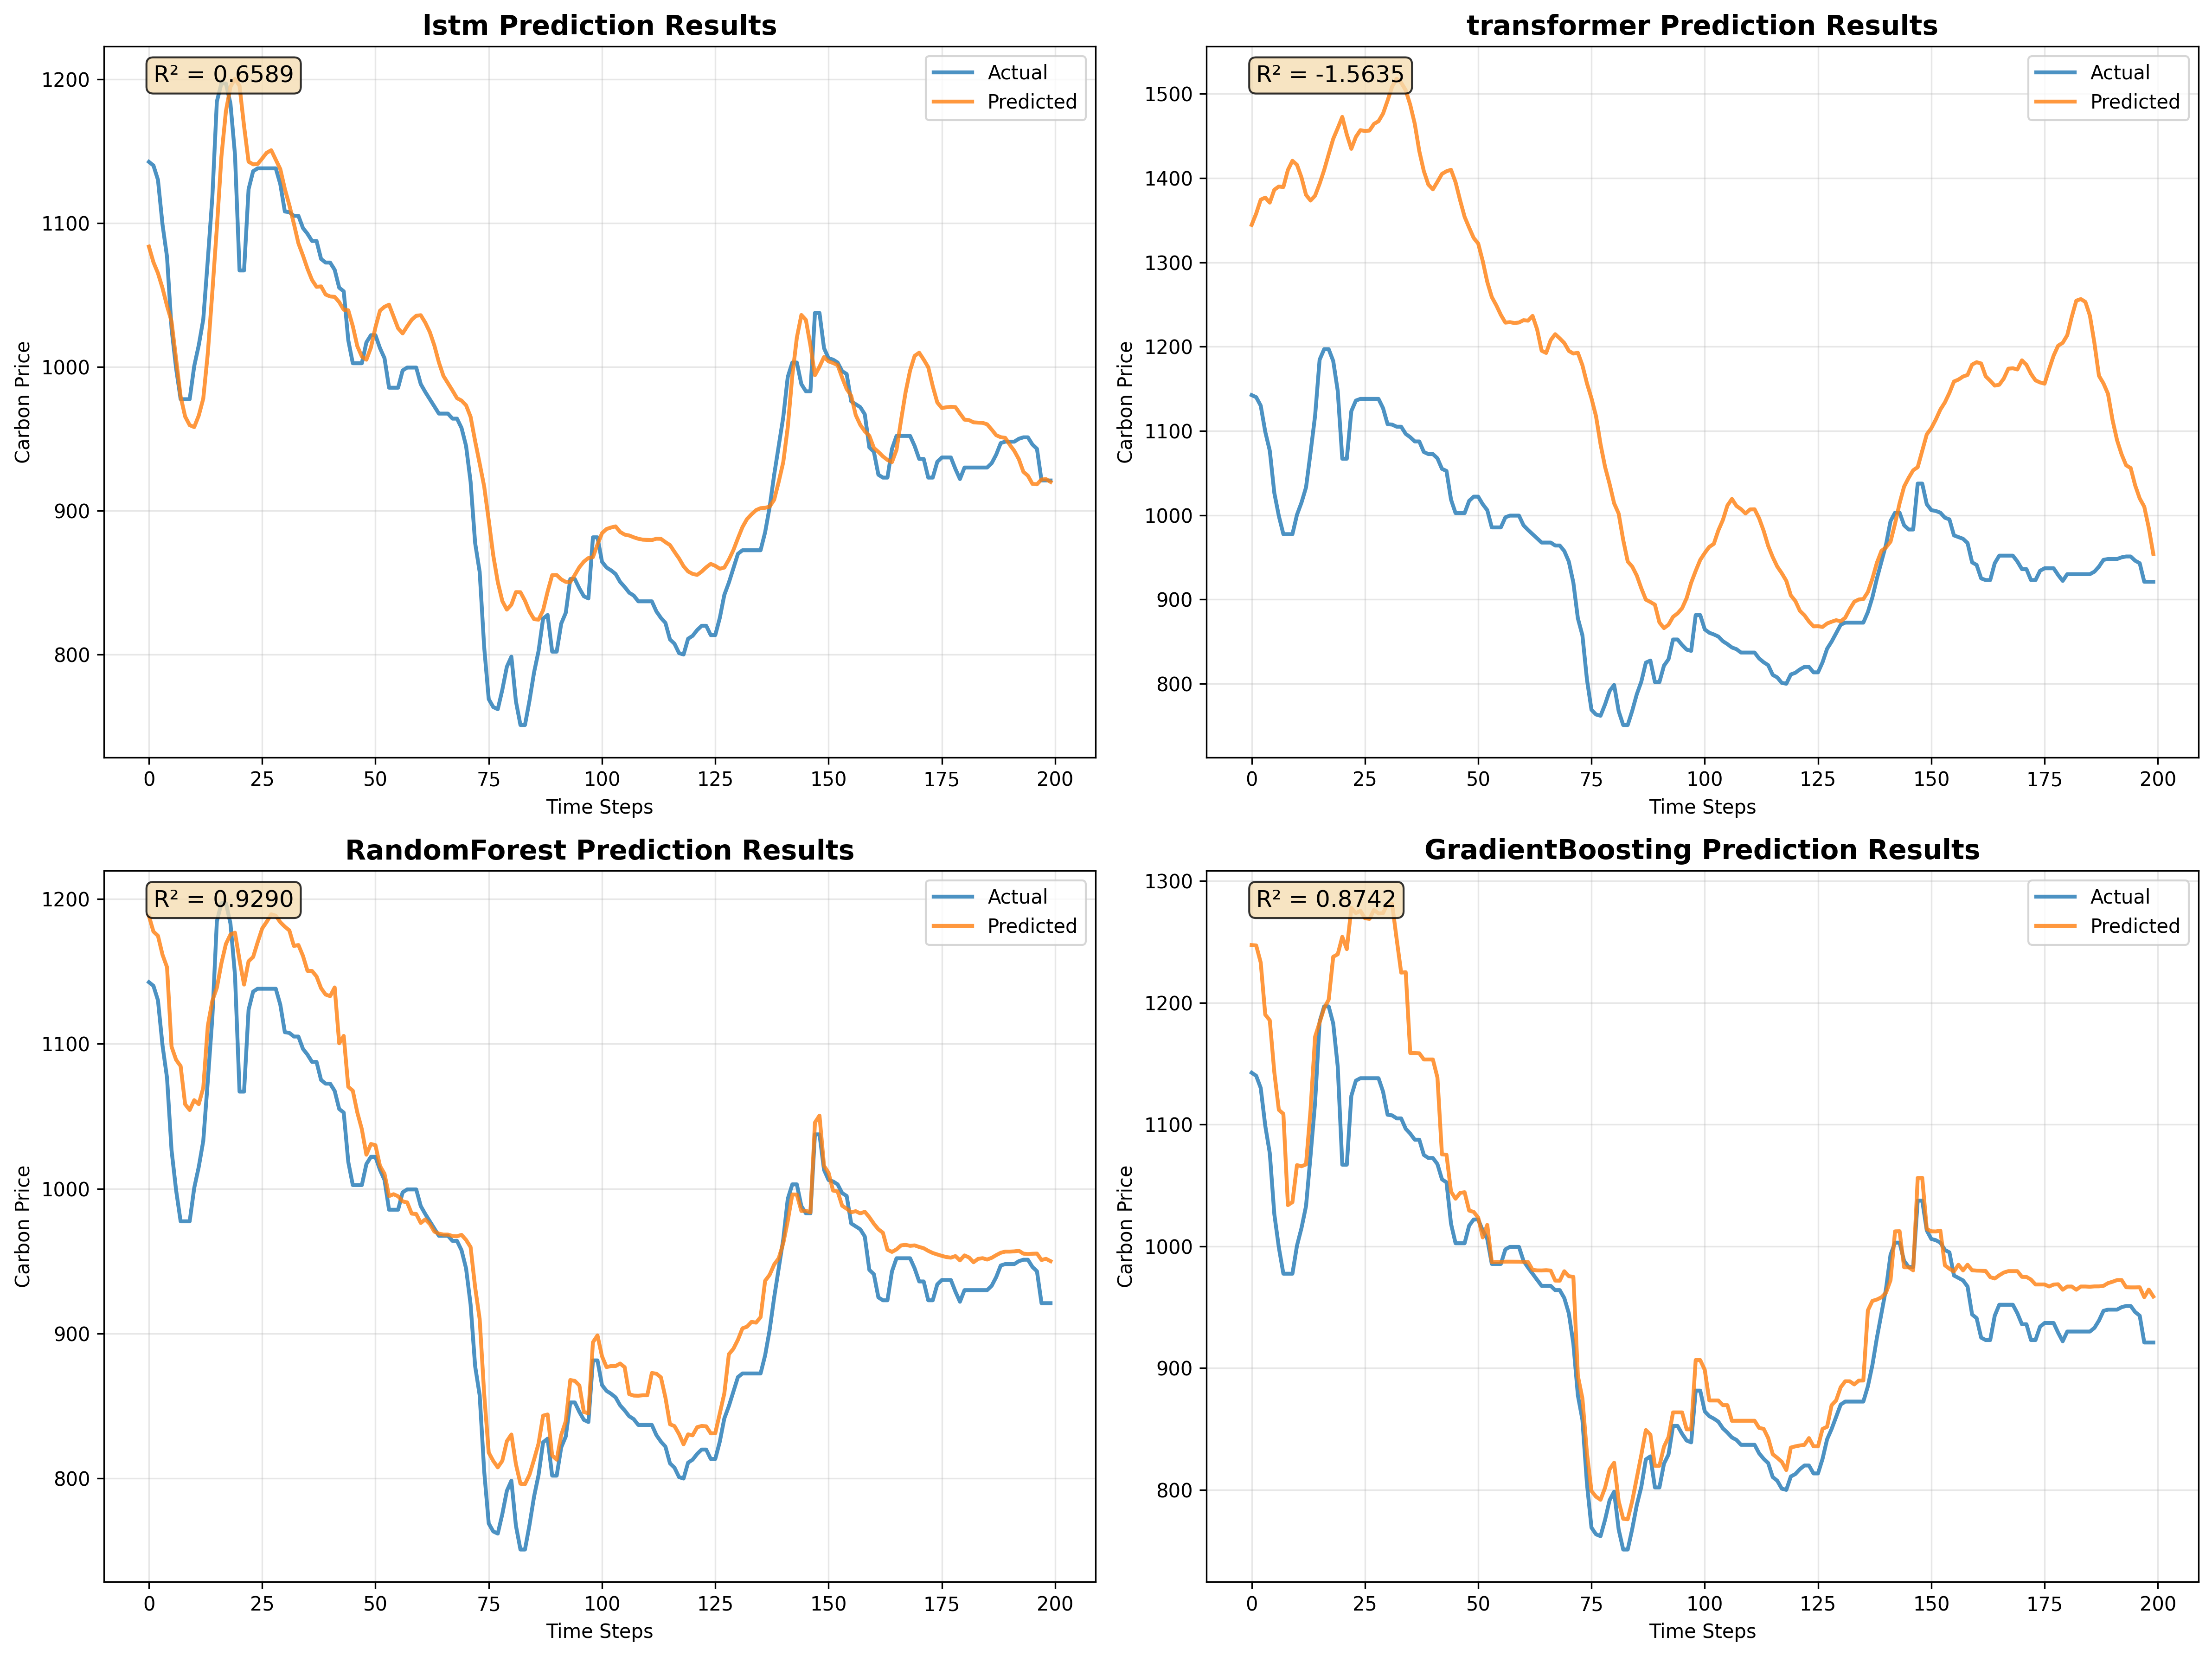 lstm Prediction Results
R² = 0.6589
Actual
Predicted
1200
1100
1000
900
800
Carbon Price
0 25 50 75 100 125 150 175 200
Time Steps
transformer Prediction Results
R² = -1.5635
Actual
Predicted
1500
1400
1300
1200
1100
1000
900
800
Carbon Price
0 25 50 75 100 125 150 175 200
Time Steps
RandomForest Prediction Results
R² = 0.9290
Actual
Predicted
1200
1100
1000
900
800
Carbon Price
0 25 50 75 100 125 150 175 200
Time Steps
GradientBoosting Prediction Results
R² = 0.8742
Actual
Predicted
1300
1200
1100
1000
900
800
Carbon Price
0 25 50 75 100 125 150 175 200
Time Steps